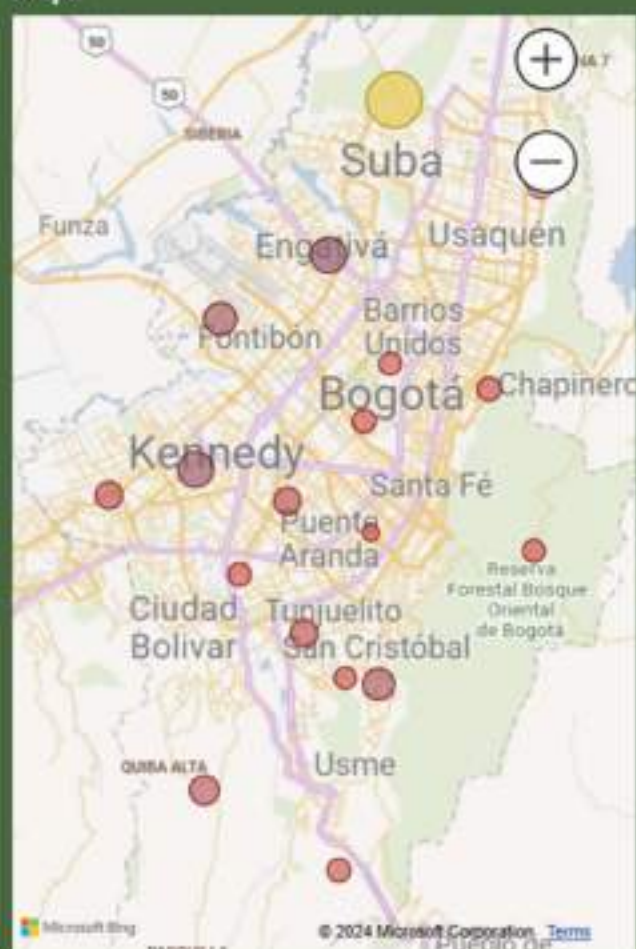 50
50
SIBERIA
Suba
Funza
Engativá
Usaquén
Fontibón
Barrios
Unidos
Bogotá
Chapinero
Kennedy
Santa Fé
Puente
Aranda
Reserva
Forestal Bosque
Oriental
de Bogotá
Ciudad
Bolivar
Tunjuelito
San Cristóbal
QUIBA ALTA
Usme
Microsoft Bing
© 2024 Microsoft Corporation Terms